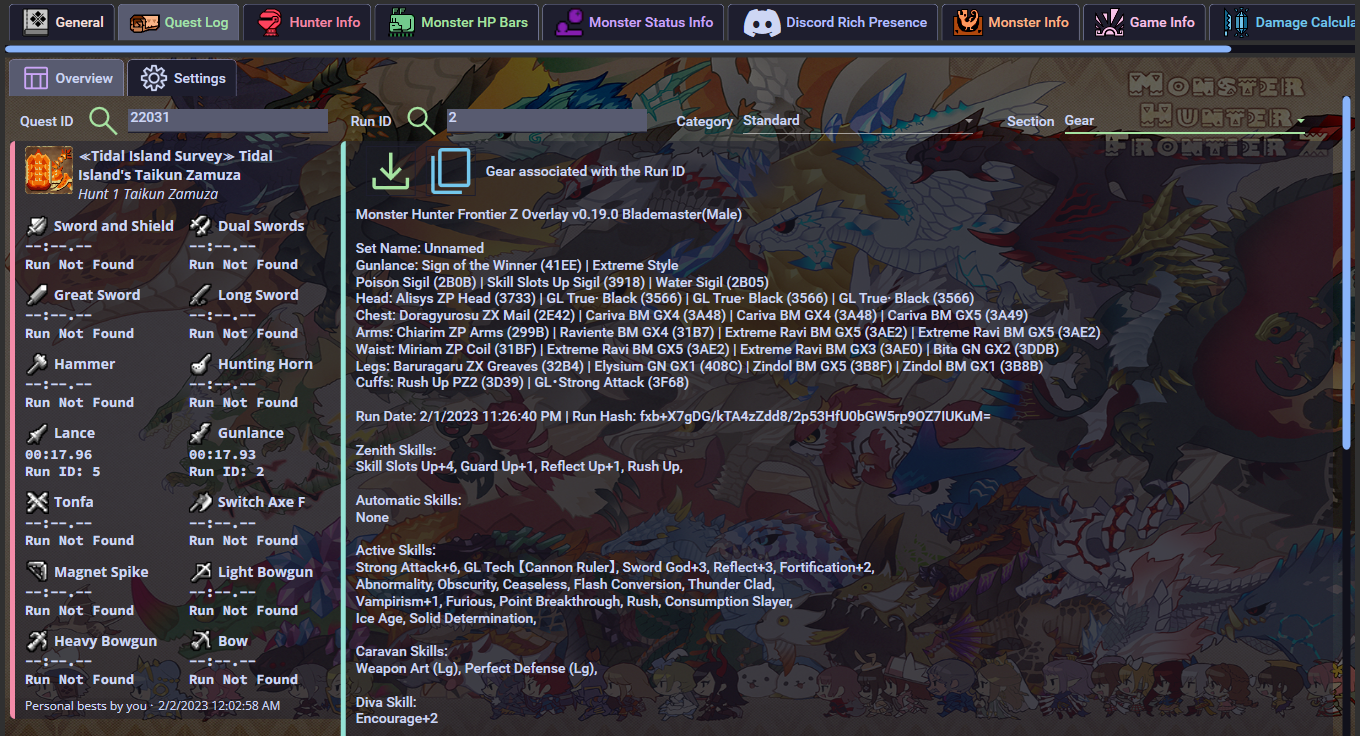 General Quest Log Hunter Info Monster HP Bars Monster Status Info Discord Rich Presence Monster Info Game Info Damage Calcula
Overview Settings
MONSTER
HUNTER
FRONTIER Z
Quest ID 22031 Run ID 2 Category Standard Section Gear
≪Tidal Island Survey≫ Tidal
Island's Taikun Zamuza
Hunt 1 Taikun Zamuza
Sword and Shield Dual Swords
--:--.-- --:--.--
Run Not Found Run Not Found
Great Sword Long Sword
--:--.-- --:--.--
Run Not Found Run Not Found
Hammer Hunting Horn
--:--.-- --:--.--
Run Not Found Run Not Found
Lance Gunlance
00:17.96 00:17.93
Run ID: 5 Run ID: 2
Tonfa Switch Axe F
--:--.-- --:--.--
Run Not Found Run Not Found
Magnet Spike Light Bowgun
--:--.-- --:--.--
Run Not Found Run Not Found
Heavy Bowgun Bow
--:--.-- --:--.--
Run Not Found Run Not Found
Personal bests by you · 2/2/2023 12:02:58 AM
Gear associated with the Run ID
Monster Hunter Frontier Z Overlay v0.19.0 Blademaster(Male)
Set Name: Unnamed
Gunlance: Sign of the Winner (41EE) | Extreme Style
Poison Sigil (2B0B) | Skill Slots Up Sigil (3918) | Water Sigil (2B05)
Head: Alisys ZP Head (3733) | GL True· Black (3566) | GL True· Black (3566) | GL True· Black (3566)
Chest: Doragyurosu ZX Mail (2E42) | Cariva BM GX4 (3A48) | Cariva BM GX4 (3A48) | Cariva BM GX5 (3A49)
Arms: Chiarim ZP Arms (299B) | Raviente BM GX4 (31B7) | Extreme Ravi BM GX5 (3AE2) | Extreme Ravi BM GX5 (3AE2)
Waist: Miriam ZP Coil (31BF) | Extreme Ravi BM GX5 (3AE2) | Extreme Ravi BM GX3 (3AE0) | Bita GN GX2 (3DDB)
Legs: Baruragaru ZX Greaves (32B4) | Elysium GN GX1 (408C) | Zindol BM GX5 (3B8F) | Zindol BM GX1 (3B8B)
Cuffs: Rush Up PZ2 (3D39) | GL・Strong Attack (3F68)
Run Date: 2/1/2023 11:26:40 PM | Run Hash: fxb+X7gDG/kTA4zZdd8/2p53HfU0bGW5rp9OZ7IUKuM=
Zenith Skills:
Skill Slots Up+4, Guard Up+1, Reflect Up+1, Rush Up,
Automatic Skills:
None
Active Skills:
Strong Attack+6, GL Tech【Cannon Ruler】, Sword God+3, Reflect+3, Fortification+2,
Abnormality, Obscurity, Ceaseless, Flash Conversion, Thunder Clad,
Vampirism+1, Furious, Point Breakthrough, Rush, Consumption Slayer,
Ice Age, Solid Determination,
Caravan Skills:
Weapon Art (Lg), Perfect Defense (Lg),
Diva Skill:
Encourage+2